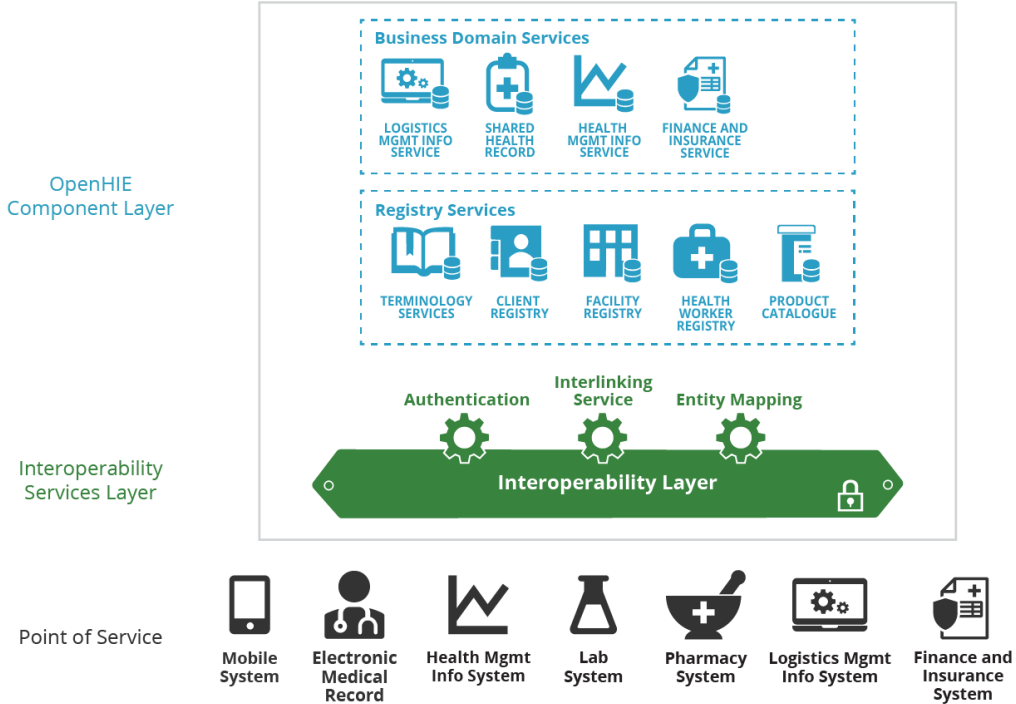 Business Domain Services
LOGISTICS
MGMT INFO
SERVICE
SHARED
HEALTH
RECORD
HEALTH
MGMT INFO
SERVICE
FINANCE AND
INSURANCE
SERVICE
OpenHIE
Component Layer
Registry Services
TERMINOLOGY
SERVICES
CLIENT
REGISTRY
FACILITY
REGISTRY
HEALTH
WORKER
REGISTRY
PRODUCT
CATALOGUE
Authentication
Interlinking
Service
Entity Mapping
Interoperability
Services Layer
Interoperability Layer
Point of Service
Mobile
System
Electronic
Medical
Record
Health Mgmt
Info System
Lab
System
Pharmacy
System
Logistics Mgmt
Info System
Finance and
Insurance
System